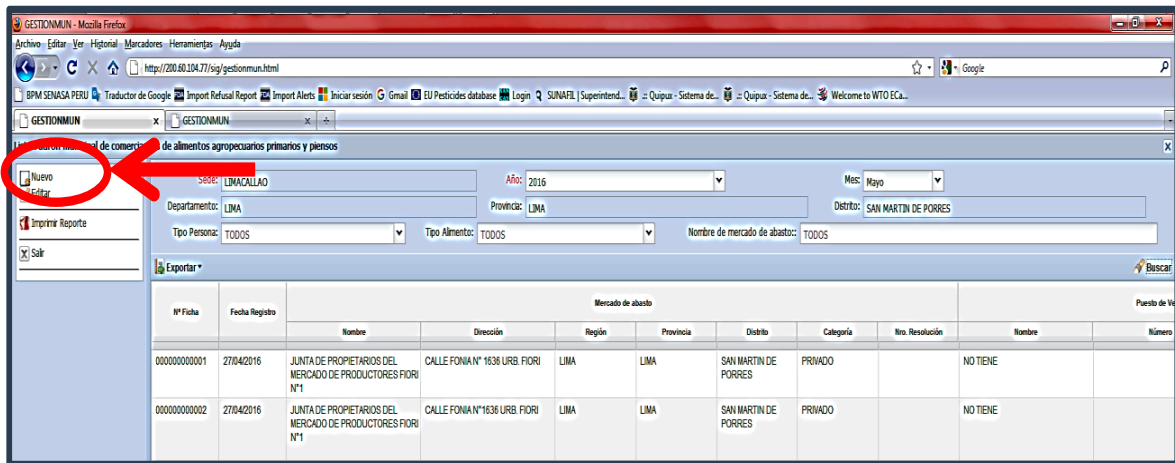 GESTIONMUN - Mozilla Firefox
Archivo Editar Ver Historial Marcadores Herramientas Ayuda
http://200.60.104.77/sig/gestionmun.html Google
BPM SENASA PERU Traductor de Google Import Refusal Report Import Alerts Iniciar sesión Gmail EU Pesticides database Login SUNAFIL | Superintend... .:: Quipux - Sistema de... .:: Quipux - Sistema de... Welcome to WTO ECa...
GESTIONMUN x GESTIONMUN x
de alimentos agropecuarios primarios y piensos x
Nuevo
Editar
Imprimir Reporte
Salir
Sede: LIMACALLAO Año: 2016 Mes: Mayo
Departamento: LIMA Provincia: LIMA Distrito: SAN MARTIN DE PORRES
Tipo Persona: TODOS Tipo Alimento: TODOS Nombre de mercado de abasto:: TODOS
Exportar Buscar
Nº Ficha Fecha Registro Mercado de abasto Puesto de Ve
Nombre Dirección Región Provincia Distrito Categoría Nro. Resolución Nombre Número
000000000001 27/04/2016 JUNTA DE PROPIETARIOS DEL CALLE FONIA N° 1636 URB. FIORI LIMA LIMA SAN MARTIN DE PRIVADO NO TIENE
MERCADO DE PRODUCTORES FIORI PORRES
N°1
000000000002 27/04/2016 JUNTA DE PROPIETARIOS DEL CALLE FONIA N°1636 URB. FIORI LIMA LIMA SAN MARTIN DE PRIVADO NO TIENE
MERCADO DE PRODUCTORES FIORI PORRES
N°1